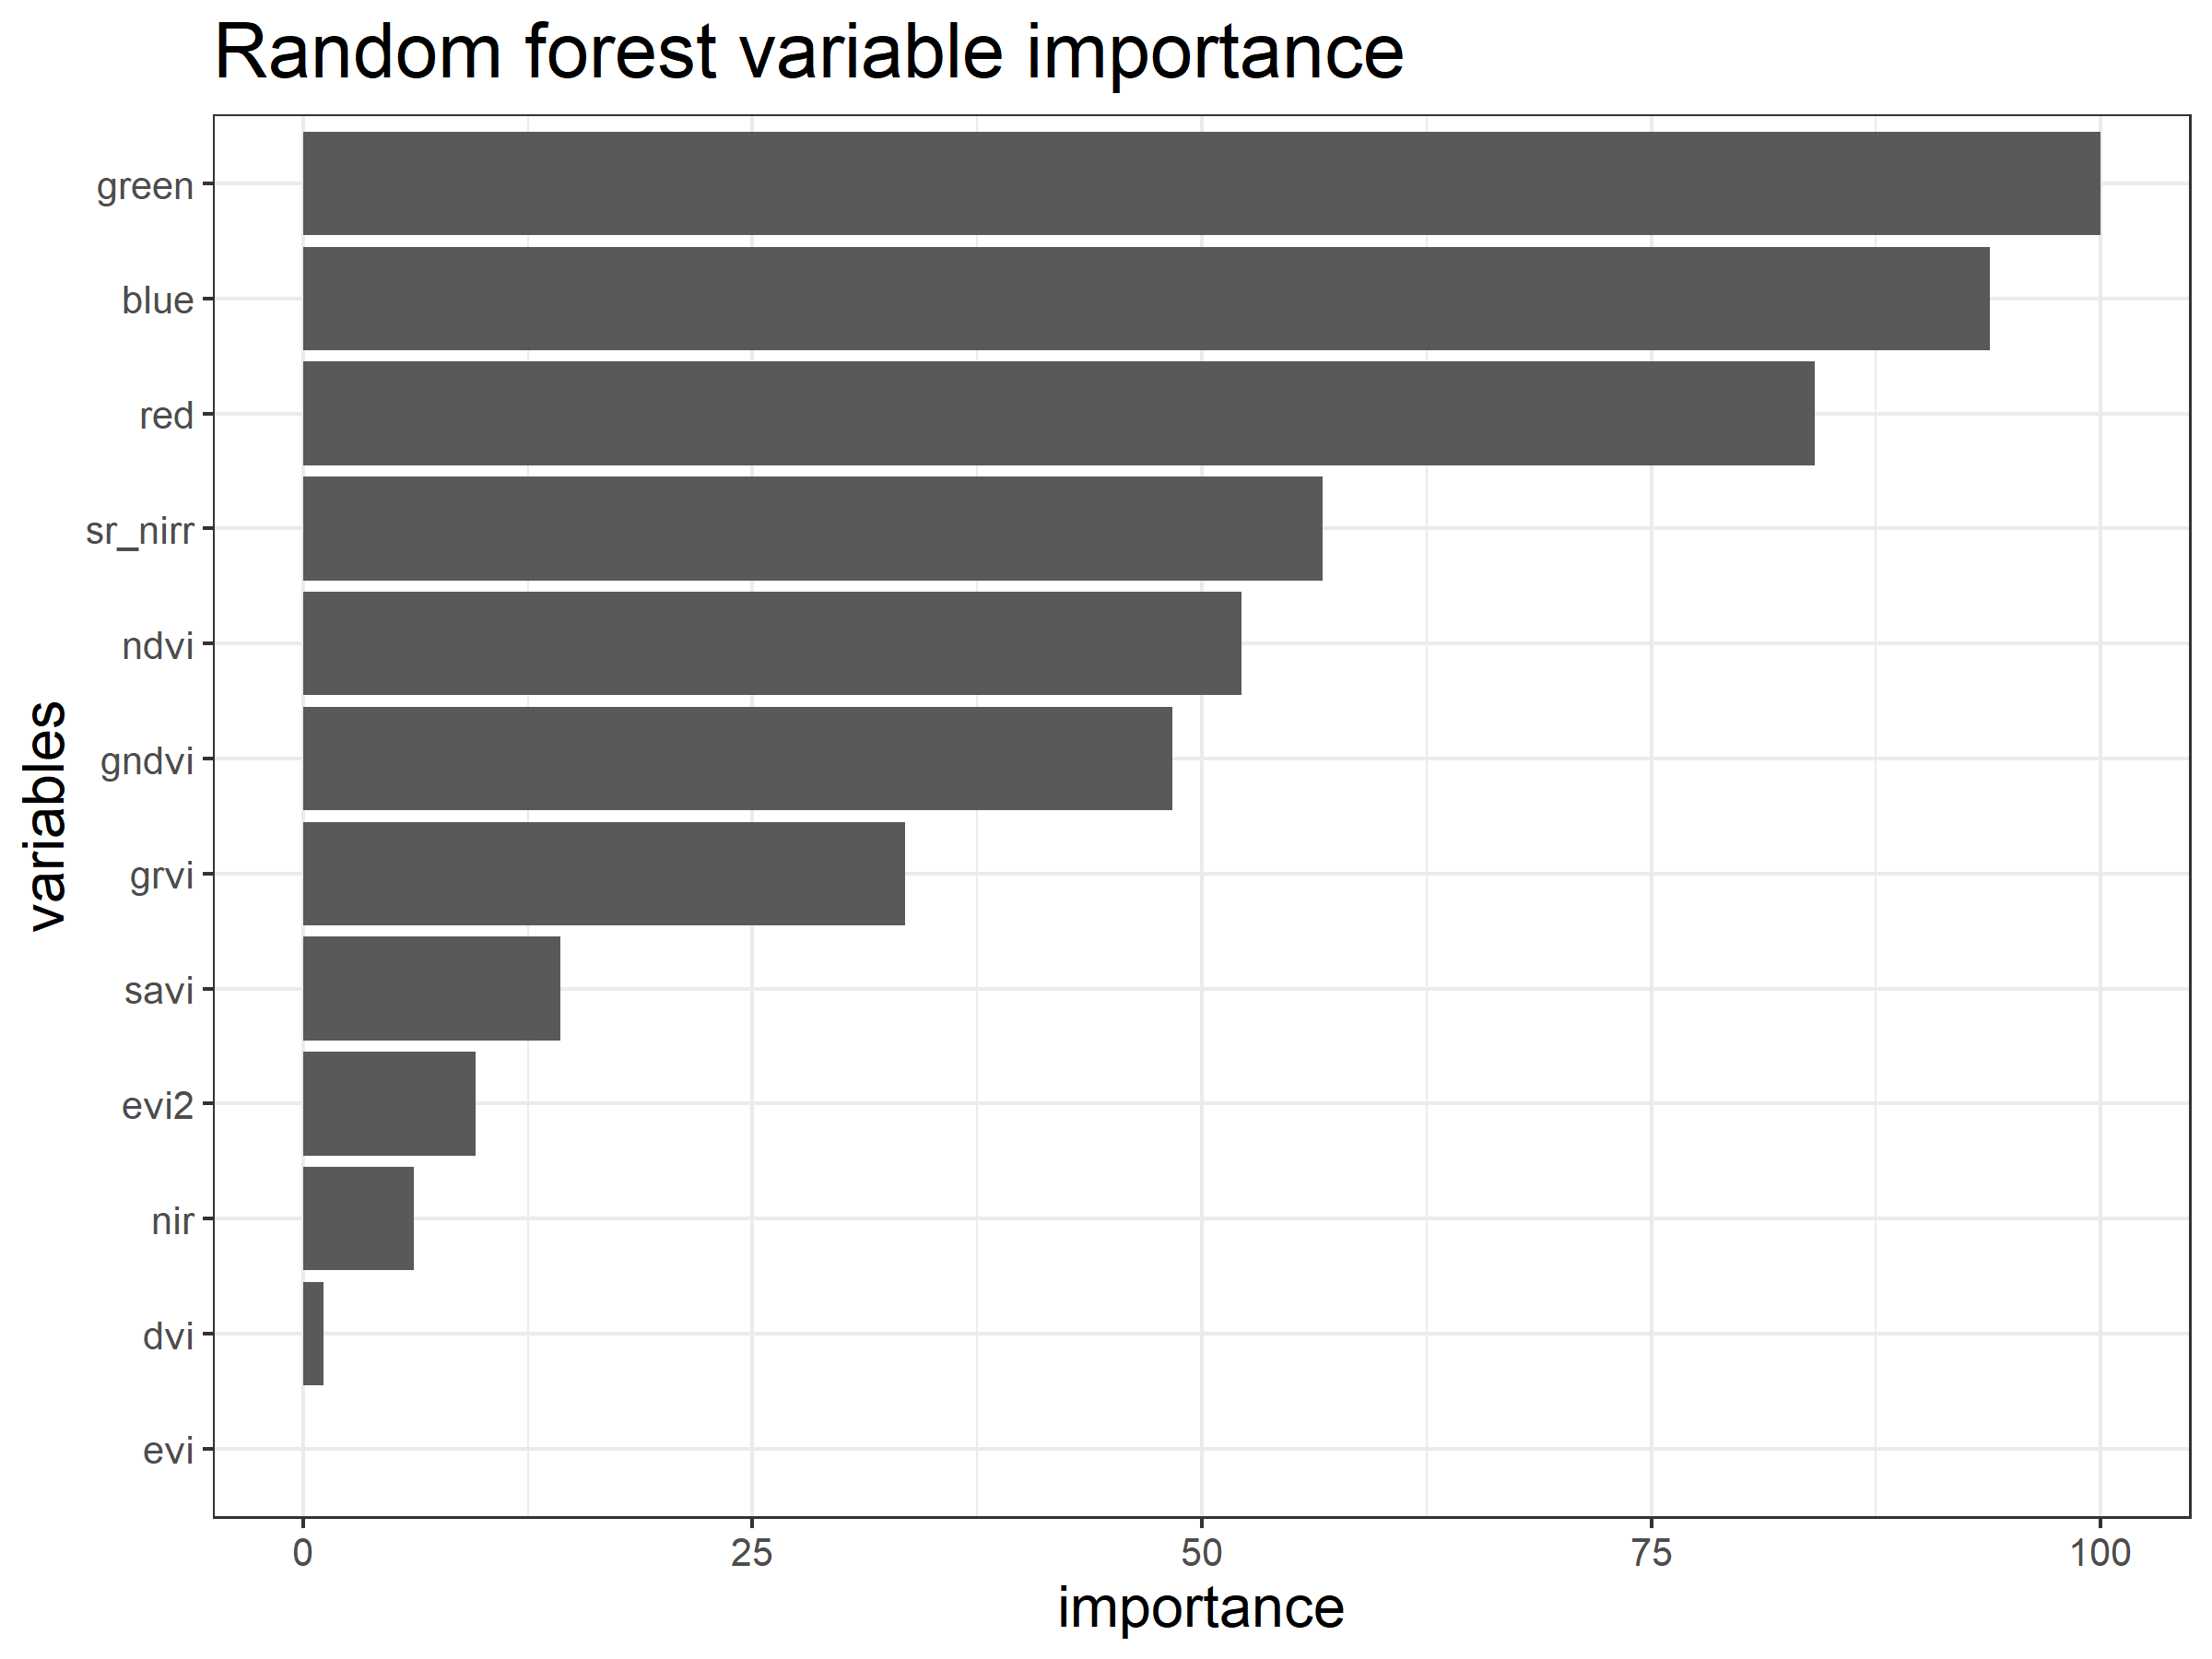 Random forest variable importance
green
blue
red
sr_nirr
ndvi
gndvi
grvi
savi
evi2
nir
dvi
evi
variables
0 25 50 75 100
importance